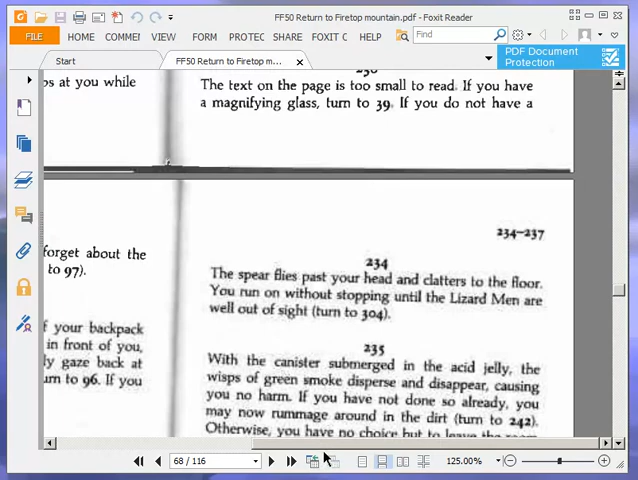 FF50 Return to Firetop mountain.pdf - Foxit Reader
FILE HOME COMMEI VIEW FORM PROTEC SHARE FOXIT C HELP Find
Start FF50 Return to Firetop m... PDF Document
Protection
ps at you while
The text on the page is too small to read. If you have
a magnifying glass, turn to 39. If you do not have a
234–237
forget about the
to 97).
234
The spear flies past your head and clatters to the floor.
You run on without stopping until the Lizard Men are
well out of sight (turn to 304).
f your backpack
in front of you,
ly gaze back at
urn to 96. If you
235
With the canister submerged in the acid jelly, the
wisps of green smoke disperse and disappear, causing
you no harm. If you have not done so already, you
may now rummage around in the dirt (turn to 242).
Otherwise, you have no choice but to leave the room
68 / 116 125.00%